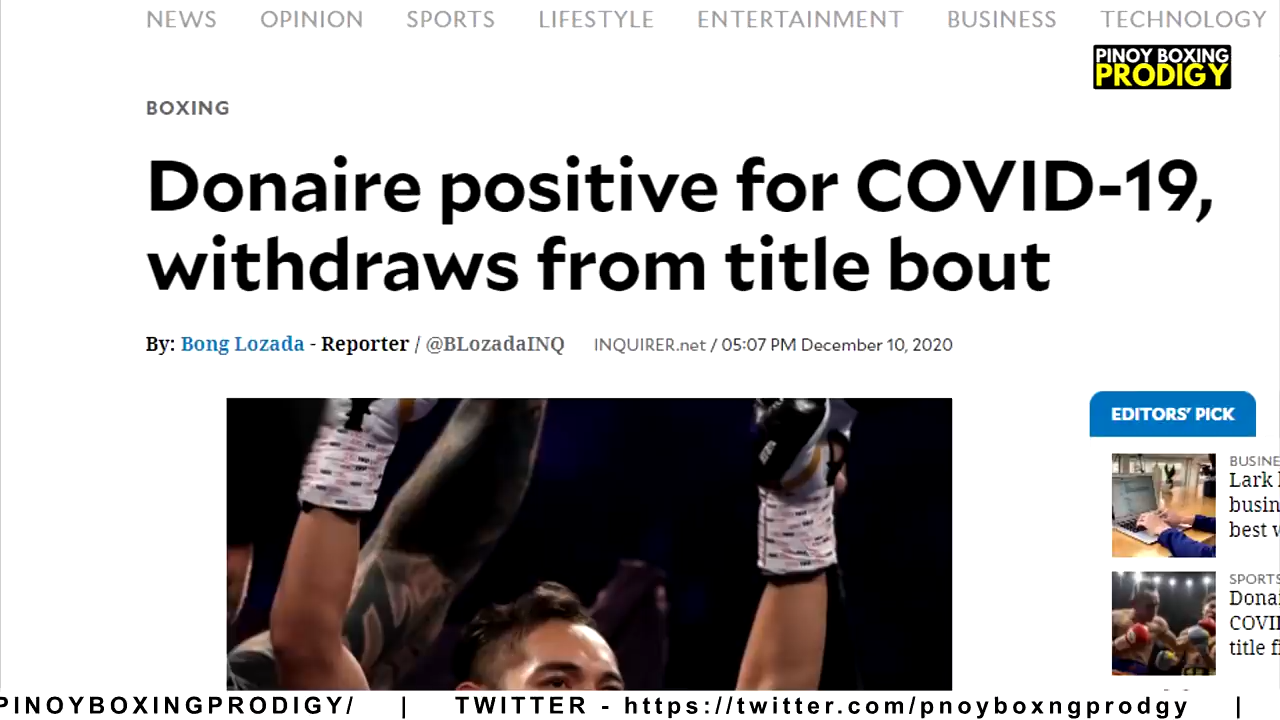 NEWS OPINION SPORTS LIFESTYLE ENTERTAINMENT BUSINESS TECHNOLOGY
PINOY BOXING
PRODIGY
BOXING
Donaire positive for COVID-19,
withdraws from title bout
By: Bong Lozada - Reporter / @BLozadaINQ INQUIRER.net / 05:07 PM December 10, 2020
EDITORS' PICK
BUSINE
Lark
busin
best
SPORTS
Donai
COVI
title
PINOYBOXINGPRODIGY/ | TWITTER - https://twitter.com/pnoyboxngprodgy |